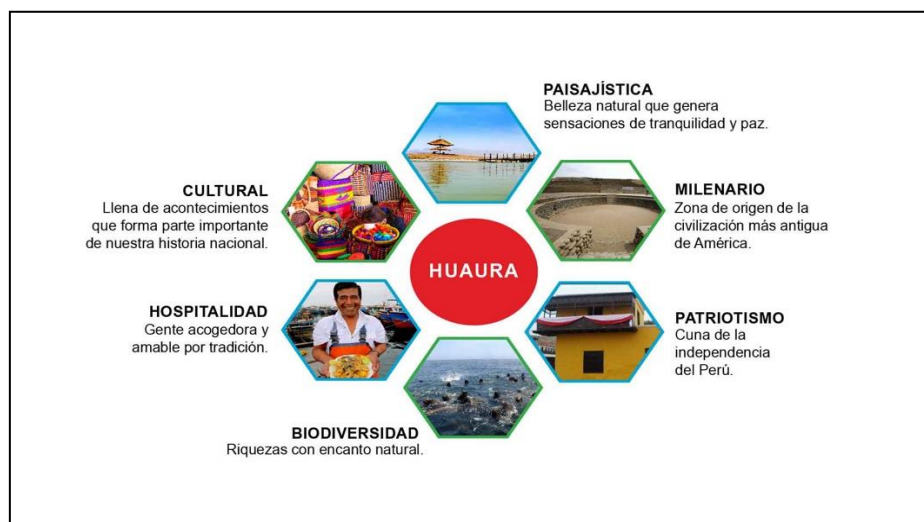 PAISAJÍSTICA
Belleza natural que genera
sensaciones de tranquilidad y paz.
CULTURAL
Llena de acontecimientos
que forma parte importante
de nuestra historia nacional.
MILENARIO
Zona de origen de la
civilización más antigua
de América.
HUAURA
HOSPITALIDAD
Gente acogedora y
amable por tradición.
PATRIOTISMO
Cuna de la
independencia
del Perú.
BIODIVERSIDAD
Riquezas con encanto natural.